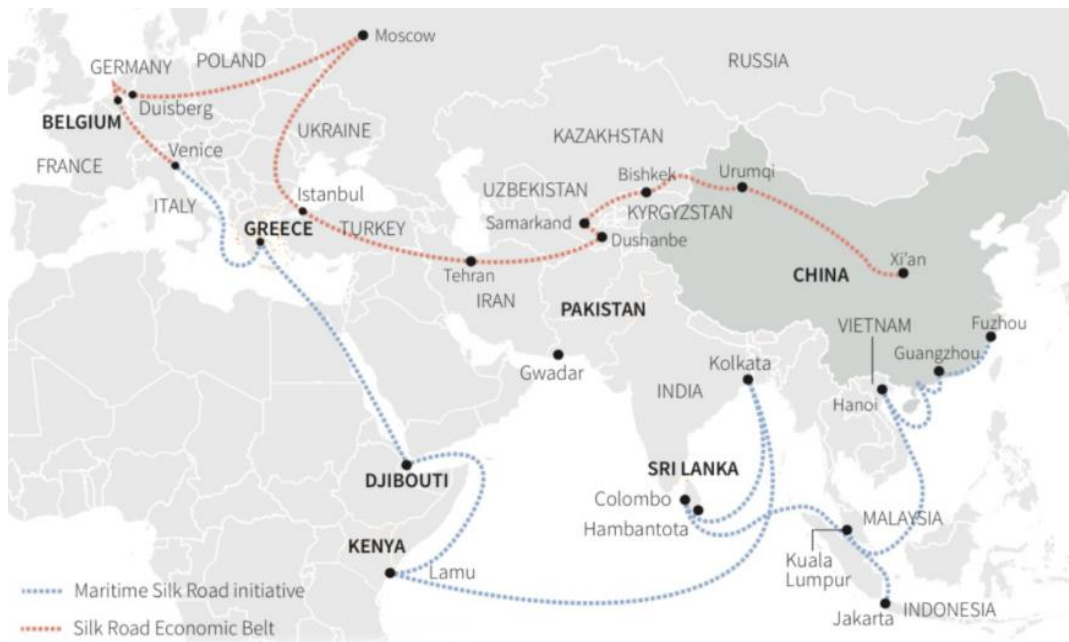 Moscow
RUSSIA
POLAND
GERMANY
Duisberg
BELGIUM
UKRAINE
KAZAKHSTAN
Venice
FRANCE
Bishkek
Urumqi
Istanbul
UZBEKISTAN
ITALY
KYRGYZSTAN
GREECE
TURKEY
Samarkand
Dushanbe
Xi'an
Tehran
CHINA
IRAN
PAKISTAN
VIETNAM
Fuzhou
Guangzhou
Kolkata
Gwadar
INDIA
Hanoi
SRI LANKA
DJIBOUTI
Colombo
MALAYSIA
Hambantota
KENYA
Kuala
Lumpur
Lamu
Maritime Silk Road initiative
Jakarta
INDONESIA
Silk Road Economic Belt